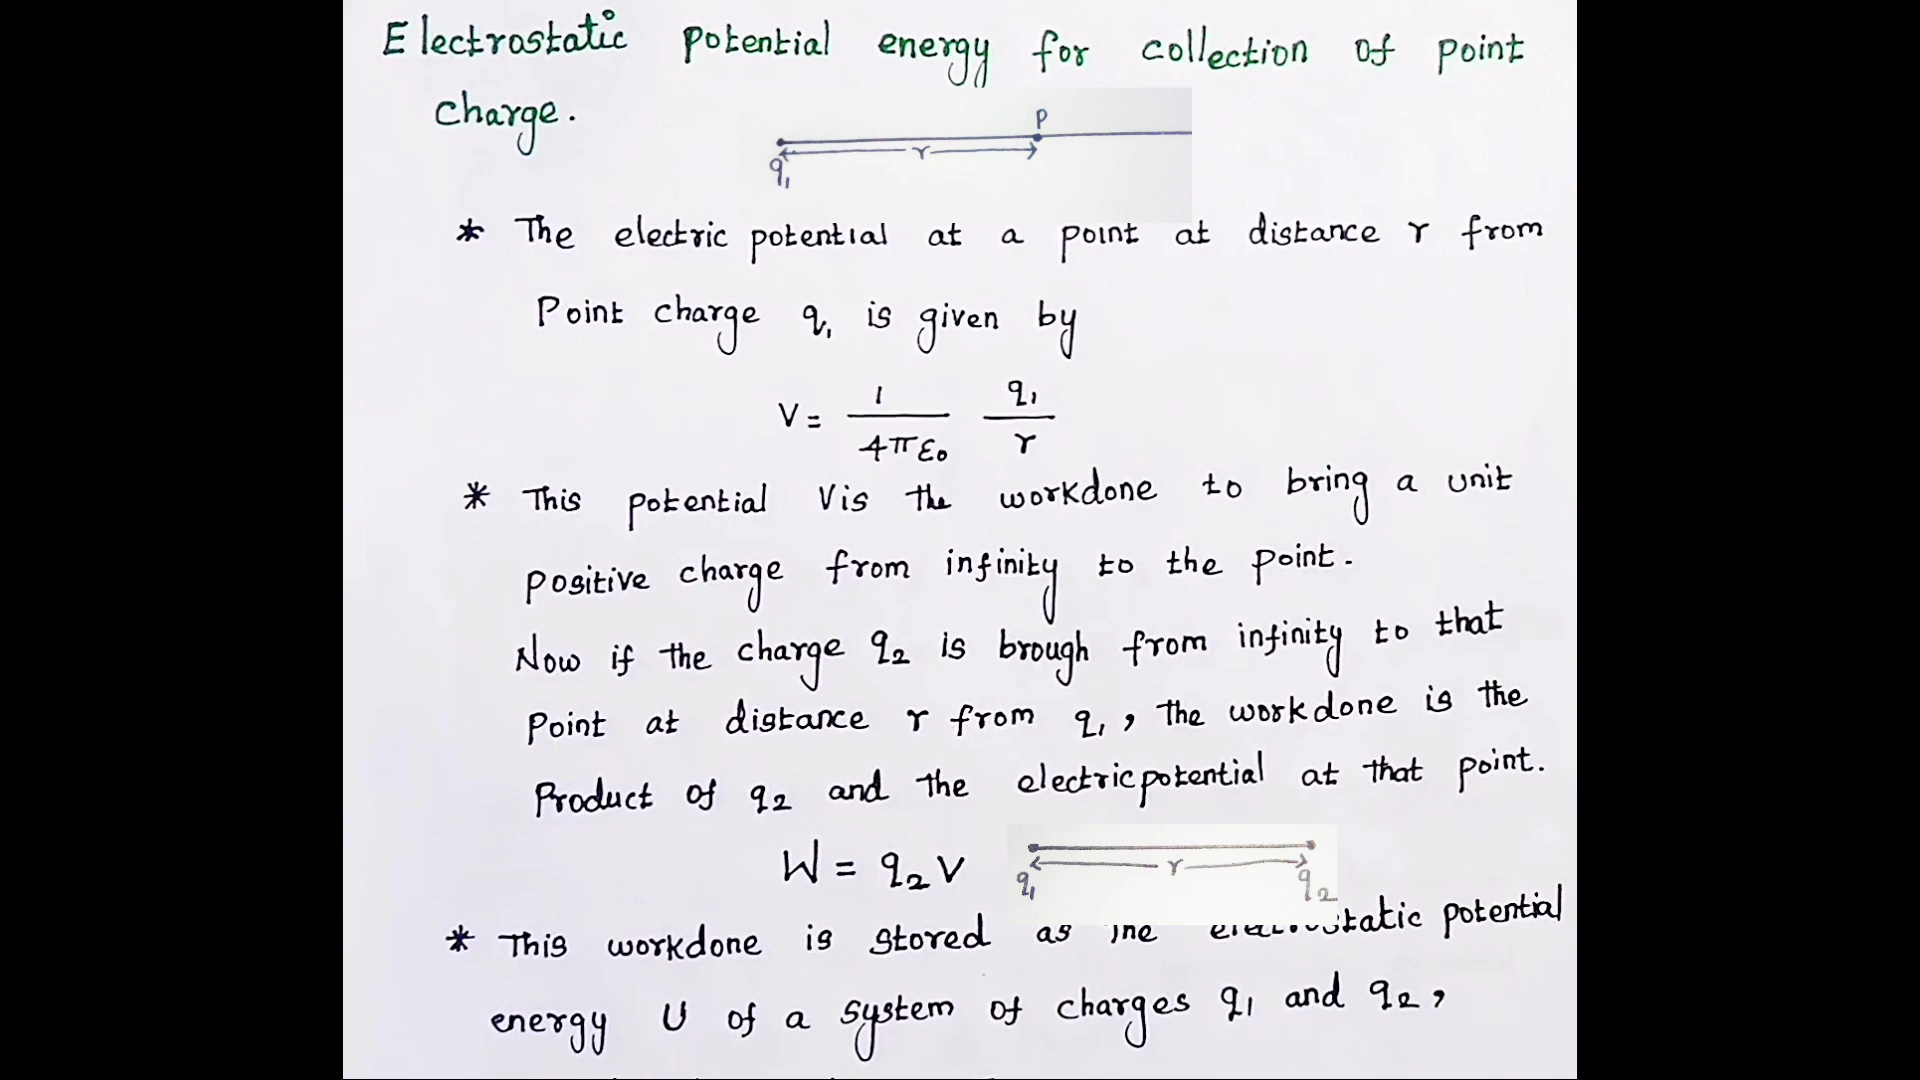 Electrostatic potential energy for collection of point
charge.
P
r
q₁
* The electric potential at a point at distance r from
Point charge q₁ is given by
V = 1/4πε₀ q₁/r
* This potential V is the workdone to bring a unit
positive charge from infinity to the point.
Now if the charge q₂ is brough from infinity to that
point at distance r from q₁, the workdone is the
Product of q₂ and the electric potential at that point.
W = q₂V
r
q₁ q₂
* This workdone is stored as the electrostatic potential
energy U of a system of charges q₁ and q₂,